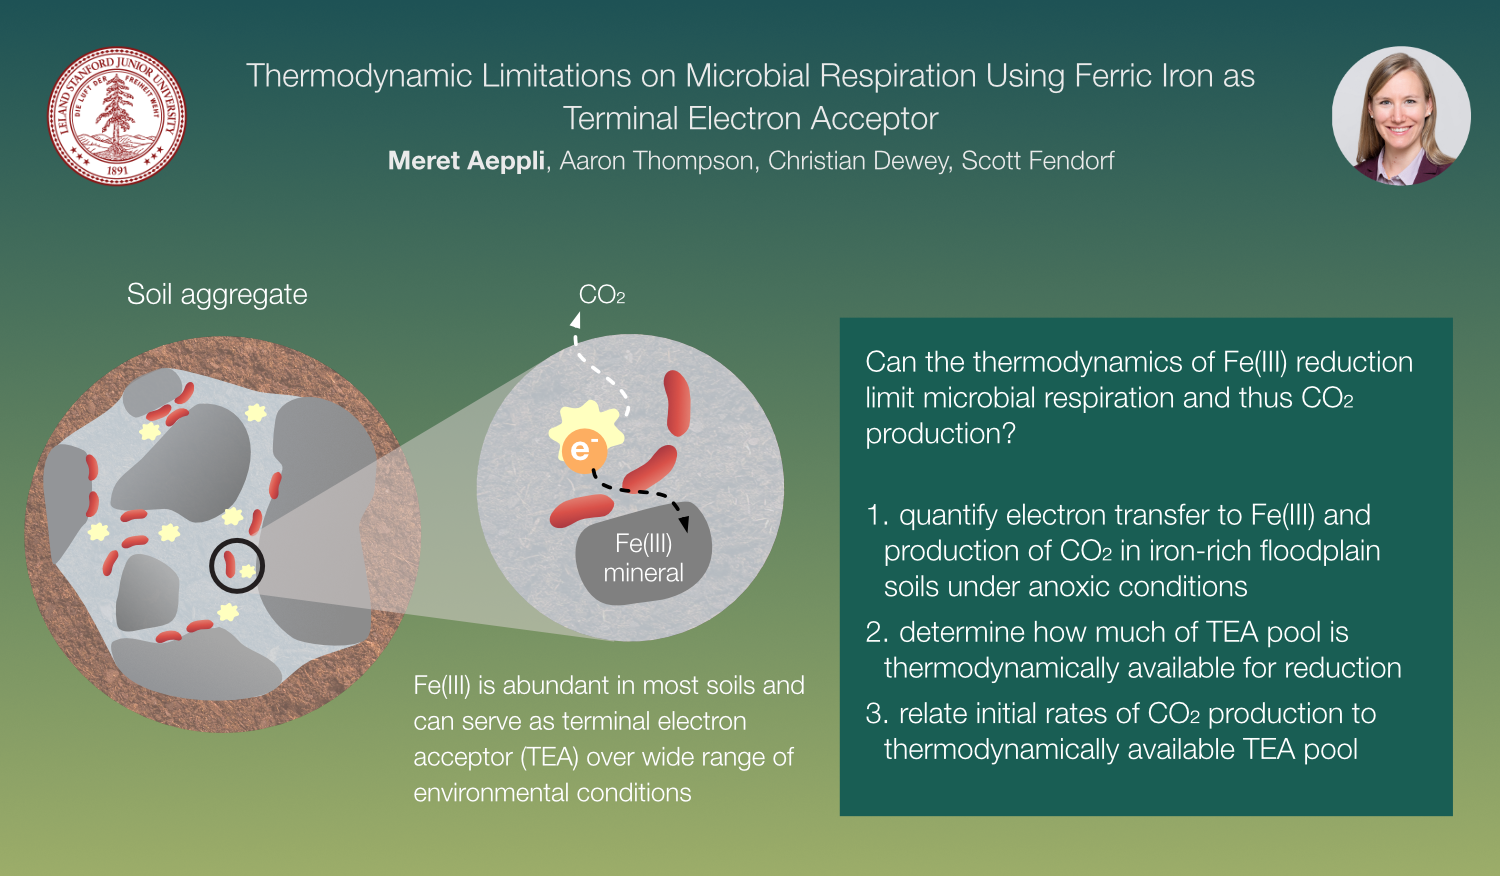 LELAND STANFORD JUNIOR UNIVERSITY
DIE LUFT DER FREIHEIT WEHT
1891
Thermodynamic Limitations on Microbial Respiration Using Ferric Iron as
Terminal Electron Acceptor
Meret Aeppli, Aaron Thompson, Christian Dewey, Scott Fendorf
Soil aggregate
CO₂
e⁻
Fe(III)
mineral
Fe(III) is abundant in most soils and
can serve as terminal electron
acceptor (TEA) over wide range of
environmental conditions
Can the thermodynamics of Fe(III) reduction
limit microbial respiration and thus CO₂
production?
1. quantify electron transfer to Fe(III) and
production of CO₂ in iron-rich floodplain
soils under anoxic conditions
2. determine how much of TEA pool is
thermodynamically available for reduction
3. relate initial rates of CO₂ production to
thermodynamically available TEA pool